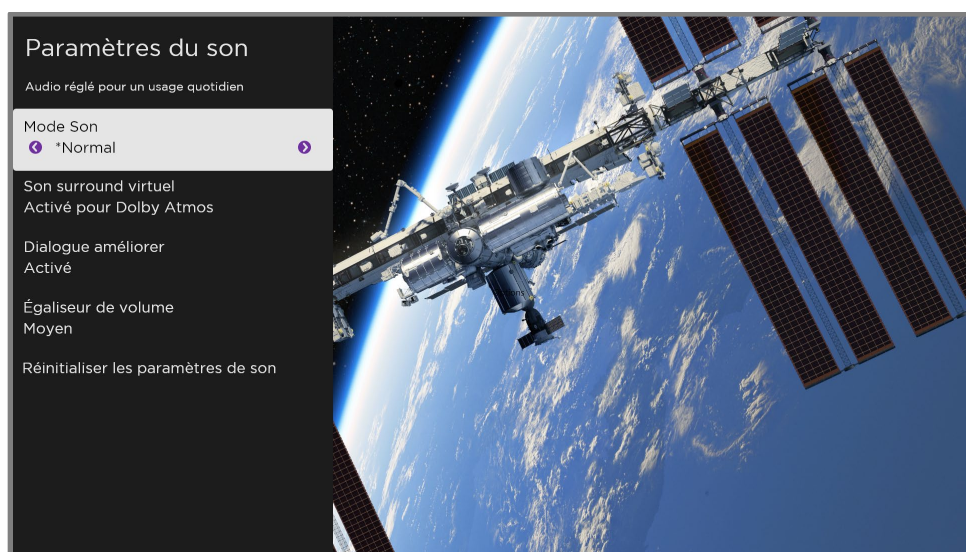 Paramètres du son
Audio réglé pour un usage quotidien
Mode Son
*Normal
Son surround virtuel
Activé pour Dolby Atmos
Dialogue améliorer
Activé
Égaliseur de volume
Moyen
Réinitialiser les paramètres de son